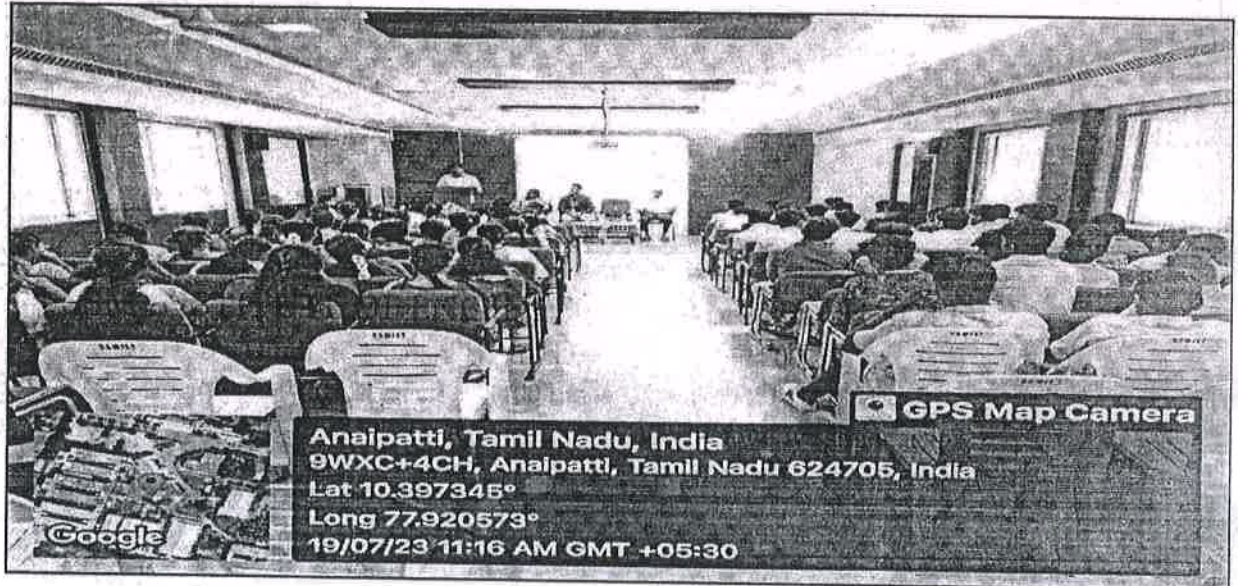 GPS Map Camera
Anaipatti, Tamil Nadu, India
9WXC+4CH, Anaipatti, Tamil Nadu 624705, India
Lat 10.397345°
Long 77.920573°
19/07/23 11:16 AM GMT +05:30
Google